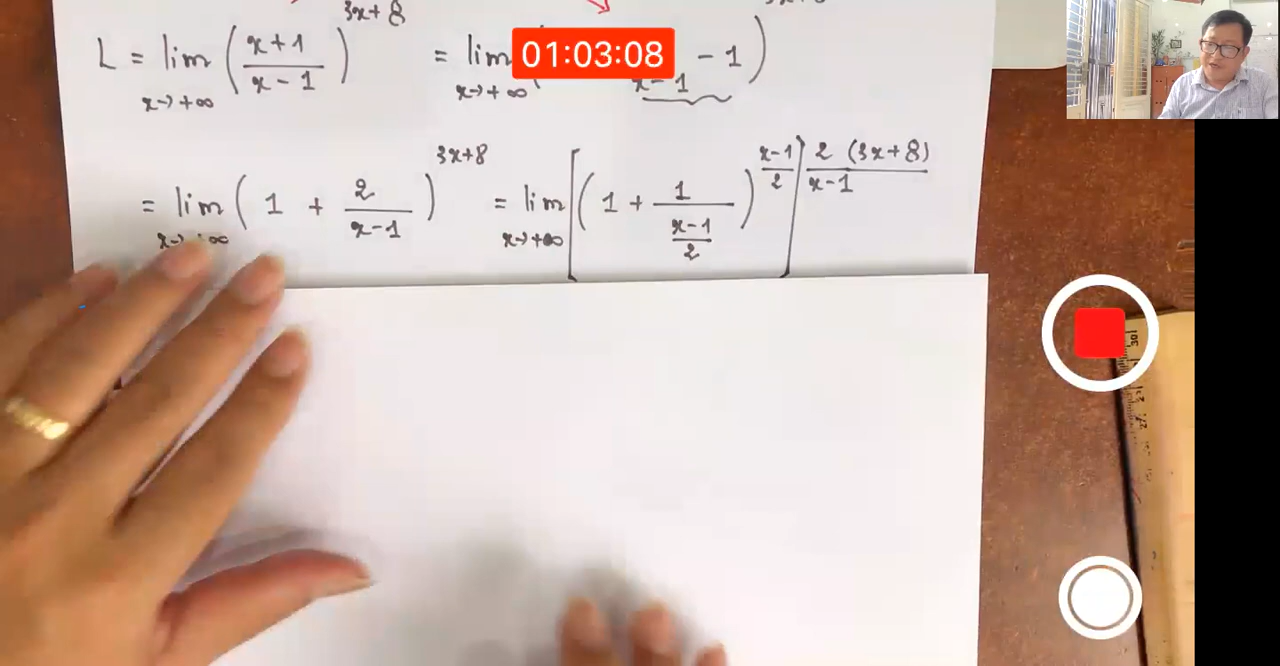 3x+8
L = lim x→+∞ (x+1 / x-1) = lim x→+∞ ( x-1 - 1)
01:03:08
= lim x→+∞ (1 + 2/(x-1))^3x+8 = lim x→+∞ [(1 + 1/((x-1)/2))^(x-1)/2]^2(3x+8)/(x-1)
30